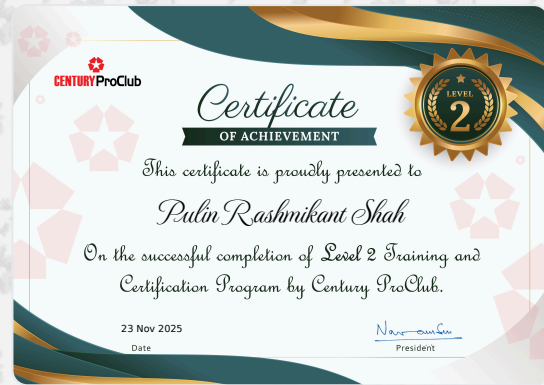 CENTURY ProClub
Certificate
OF ACHIEVEMENT
LEVEL
2
This certificate is proudly presented to
Pulin Rashmikant Shah
On the successful completion of Level 2 Training and
Certification Program by Century ProClub.
23 Nov 2025
Date
President